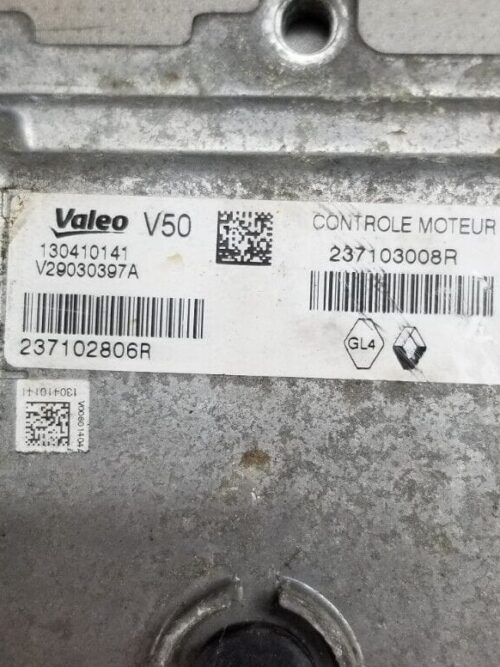 Valeo V50
130410141
V29030397A
237102806R
CONTROLE MOTEUR
237103008R
GL4
130410141